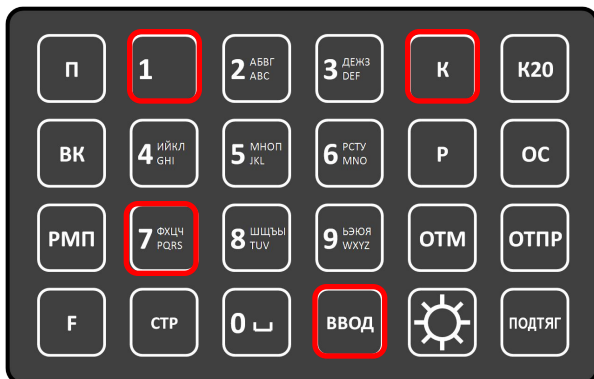 П 1 2 АБВГ ABC 3 ДЕЖЗ DEF К К20
ВК 4 ИЙКЛ GHI 5 МНОП JKL 6 РСТУ MNO Р ОС
РМП 7 ФХЦЧ PQRS 8 ШЩЪЫ TUV 9 ЬЭЮЯ WXYZ ОТМ ОТПР
F СТР 0 ВВОД ПОДТЯГ